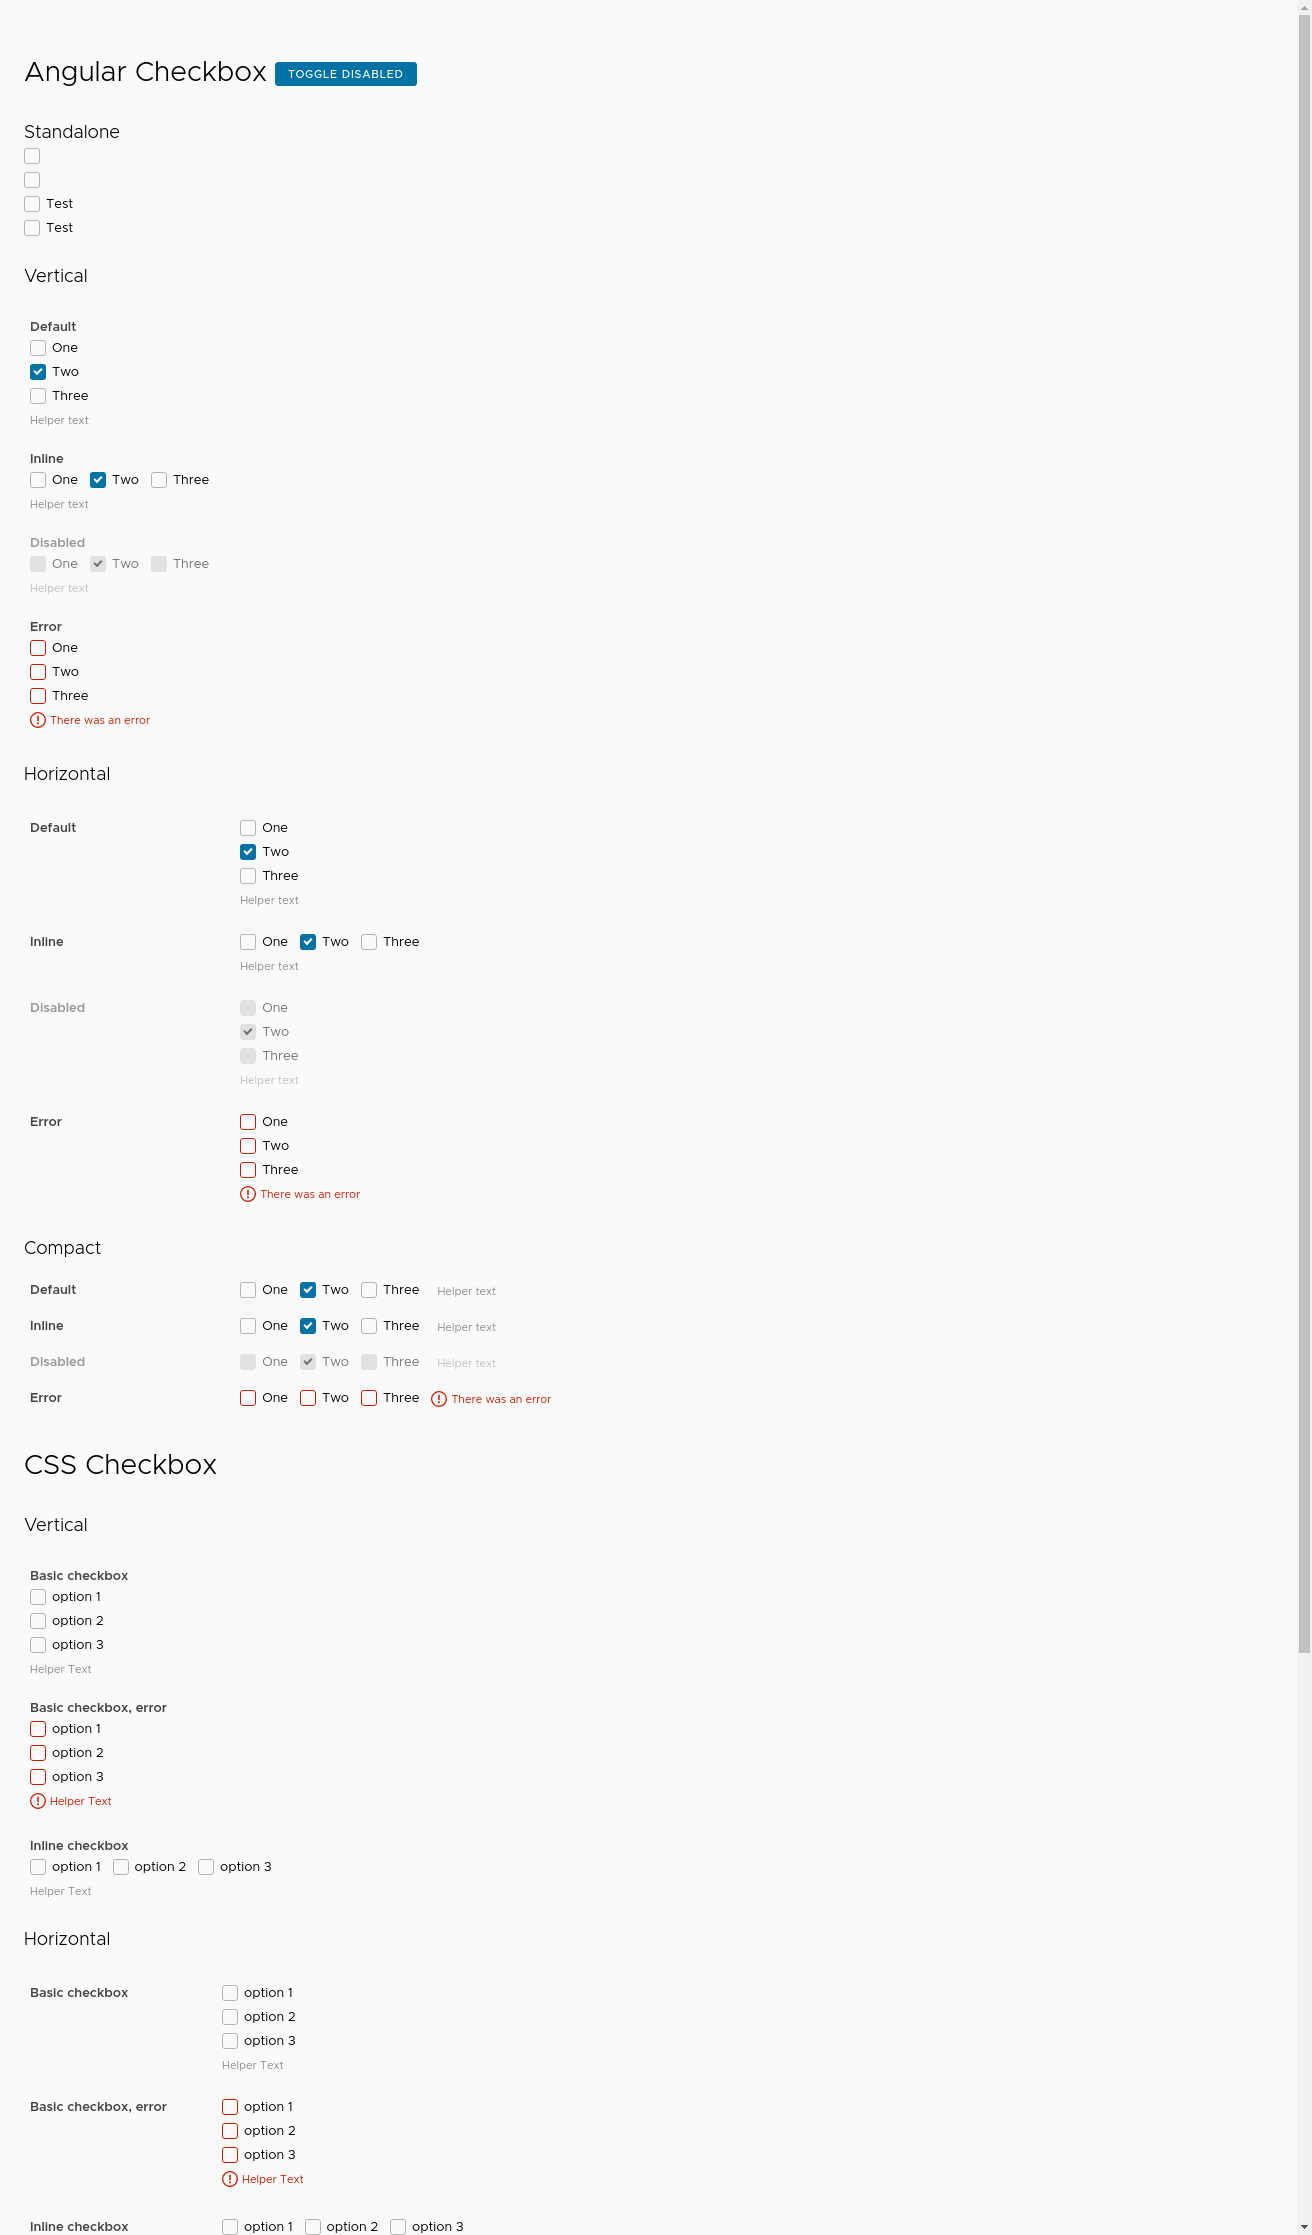 Angular Checkbox TOGGLE DISABLED
Standalone
Test
Test
Vertical
Default
One
Two
Three
Helper text
Inline
One Two Three
Helper text
Disabled
One Two Three
Helper text
Error
One
Two
Three
There was an error
Horizontal
Default One
Two
Three
Helper text
Inline One Two Three
Helper text
Disabled One
Two
Three
Helper text
Error One
Two
Three
There was an error
Compact
Default One Two Three Helper text
Inline One Two Three Helper text
Disabled One Two Three Helper text
Error One Two Three There was an error
CSS Checkbox
Vertical
Basic checkbox
option 1
option 2
option 3
Helper Text
Basic checkbox, error
option 1
option 2
option 3
Helper Text
Inline checkbox
option 1 option 2 option 3
Helper Text
Horizontal
Basic checkbox option 1
option 2
option 3
Helper Text
Basic checkbox, error option 1
option 2
option 3
Helper Text
Inline checkbox option 1 option 2 option 3